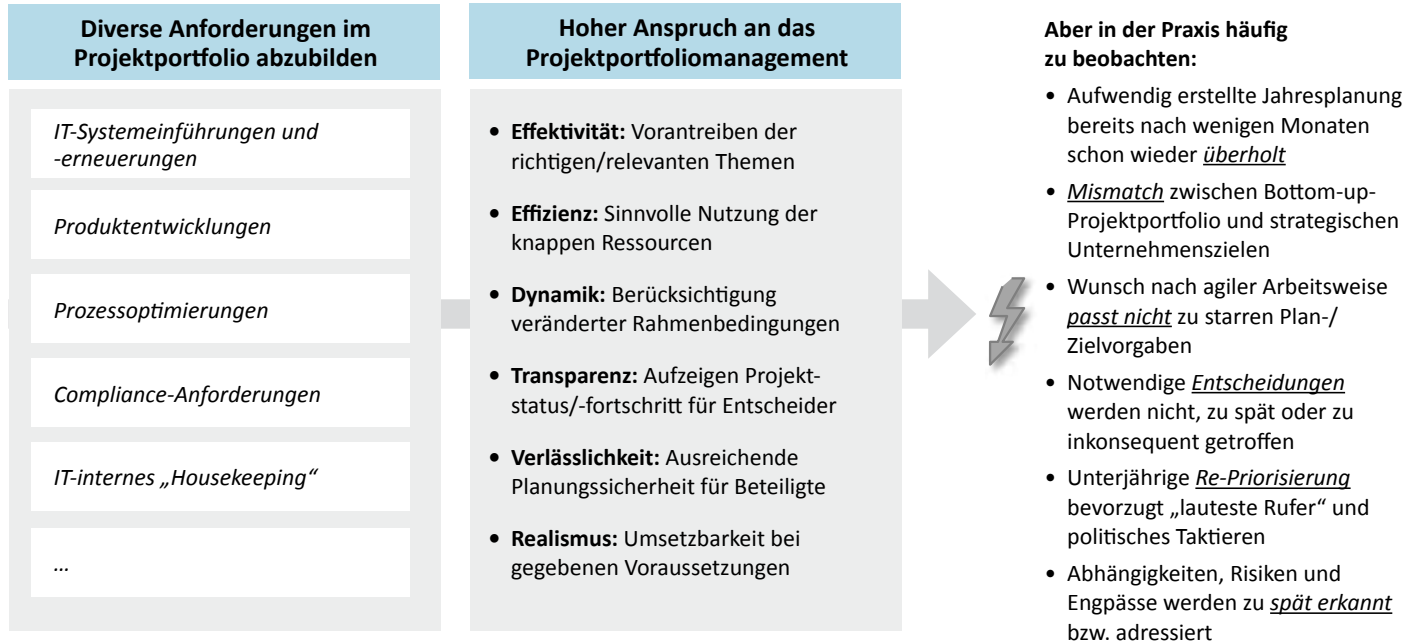 Diverse Anforderungen im
Projektportfolio abzubilden
IT-Systemeinführungen und
-erneuerungen
Produktentwicklungen
Prozessoptimierungen
Compliance-Anforderungen
IT-internes „Housekeeping“
...
Hoher Anspruch an das
Projektportfoliomanagement
• Effektivität: Vorantreiben der
richtigen/relevanten Themen
• Effizienz: Sinnvolle Nutzung der
knappen Ressourcen
• Dynamik: Berücksichtigung
veränderter Rahmenbedingungen
• Transparenz: Aufzeigen Projekt-
status/-fortschritt für Entscheider
• Verlässlichkeit: Ausreichende
Planungssicherheit für Beteiligte
• Realismus: Umsetzbarkeit bei
gegebenen Voraussetzungen
Aber in der Praxis häufig
zu beobachten:
• Aufwendig erstellte Jahresplanung
bereits nach wenigen Monaten
schon wieder überholt
• Mismatch zwischen Bottom-up-
Projektportfolio und strategischen
Unternehmenszielen
• Wunsch nach agiler Arbeitsweise
passt nicht zu starren Plan-/
Zielvorgaben
• Notwendige Entscheidungen
werden nicht, zu spät oder zu
inkonsequent getroffen
• Unterjährige Re-Priorisierung
bevorzugt „lauteste Rufer“ und
politisches Taktieren
• Abhängigkeiten, Risiken und
Engpässe werden zu spät erkannt
bzw. adressiert